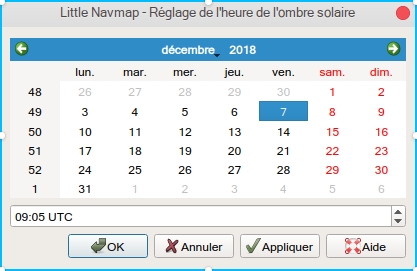 Little Navmap - Réglage de l'heure de l'ombre solaire
décembre 2018
lun. mar. mer. jeu. ven. sam. dim.
48 26 27 28 29 30 1 2
49 3 4 5 6 7 8 9
50 10 11 12 13 14 15 16
51 17 18 19 20 21 22 23
52 24 25 26 27 28 29 30
1 31 1 2 3 4 5 6
09:05 UTC
OK Annuler Appliquer Aide